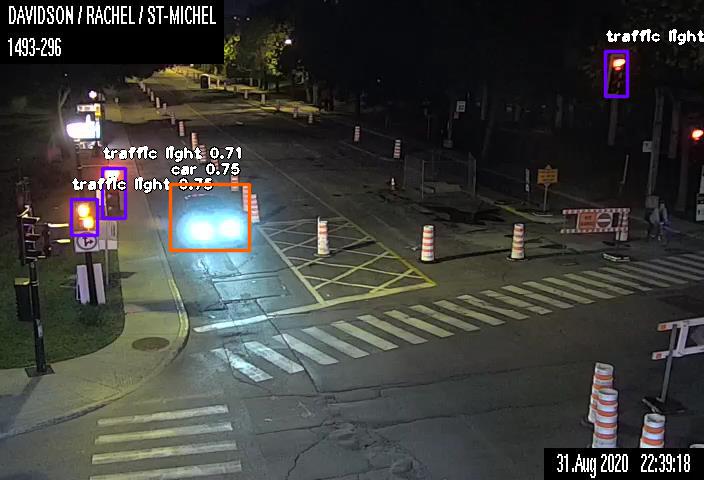 DAVIDSON / RACHEL / ST-MICHEL
1493-296
traffic light
traffic light 0.71
car 0.75
traffic light 0.75
31.Aug 2020 22:39:18